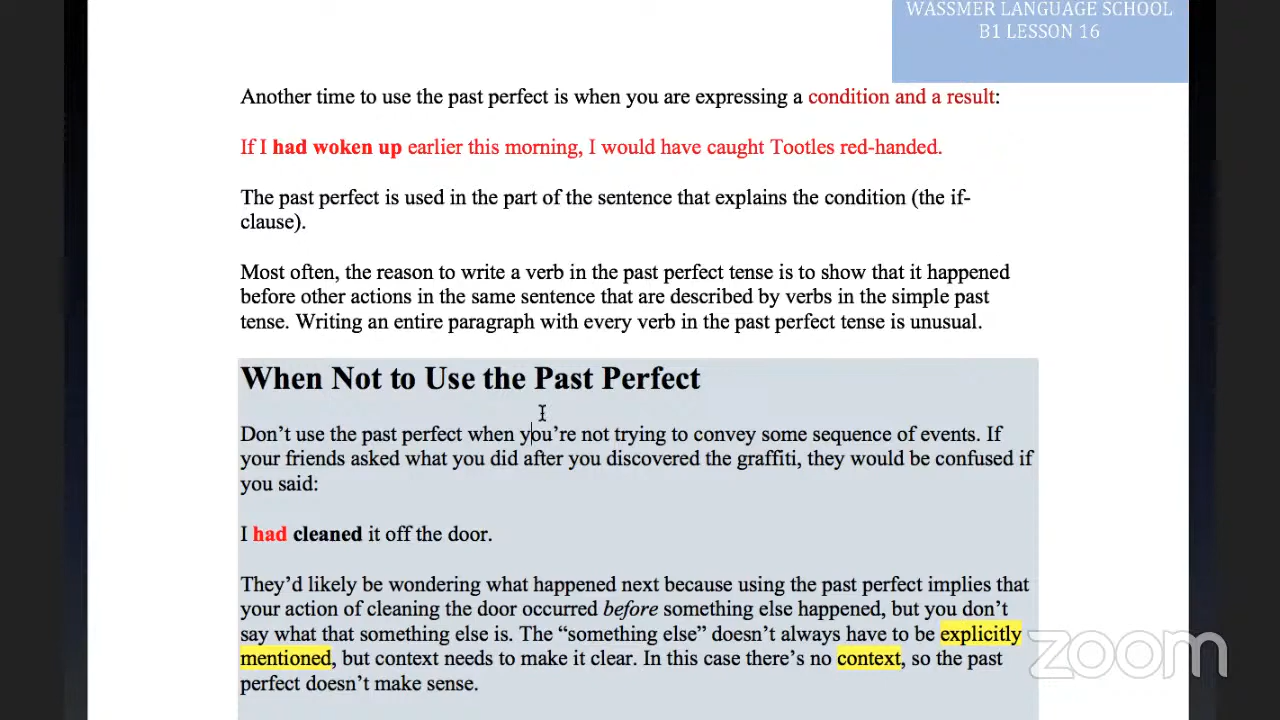 WASSMER LANGUAGE SCHOOL
B1 LESSON 16
Another time to use the past perfect is when you are expressing a condition and a result:
If I had woken up earlier this morning, I would have caught Tootles red-handed.
The past perfect is used in the part of the sentence that explains the condition (the if-
clause).
Most often, the reason to write a verb in the past perfect tense is to show that it happened
before other actions in the same sentence that are described by verbs in the simple past
tense. Writing an entire paragraph with every verb in the past perfect tense is unusual.
When Not to Use the Past Perfect
Don’t use the past perfect when you’re not trying to convey some sequence of events. If
your friends asked what you did after you discovered the graffiti, they would be confused if
you said:
I had cleaned it off the door.
They’d likely be wondering what happened next because using the past perfect implies that
your action of cleaning the door occurred before something else happened, but you don’t
say what that something else is. The “something else” doesn’t always have to be explicitly
mentioned, but context needs to make it clear. In this case there’s no context, so the past
perfect doesn’t make sense.
zoom